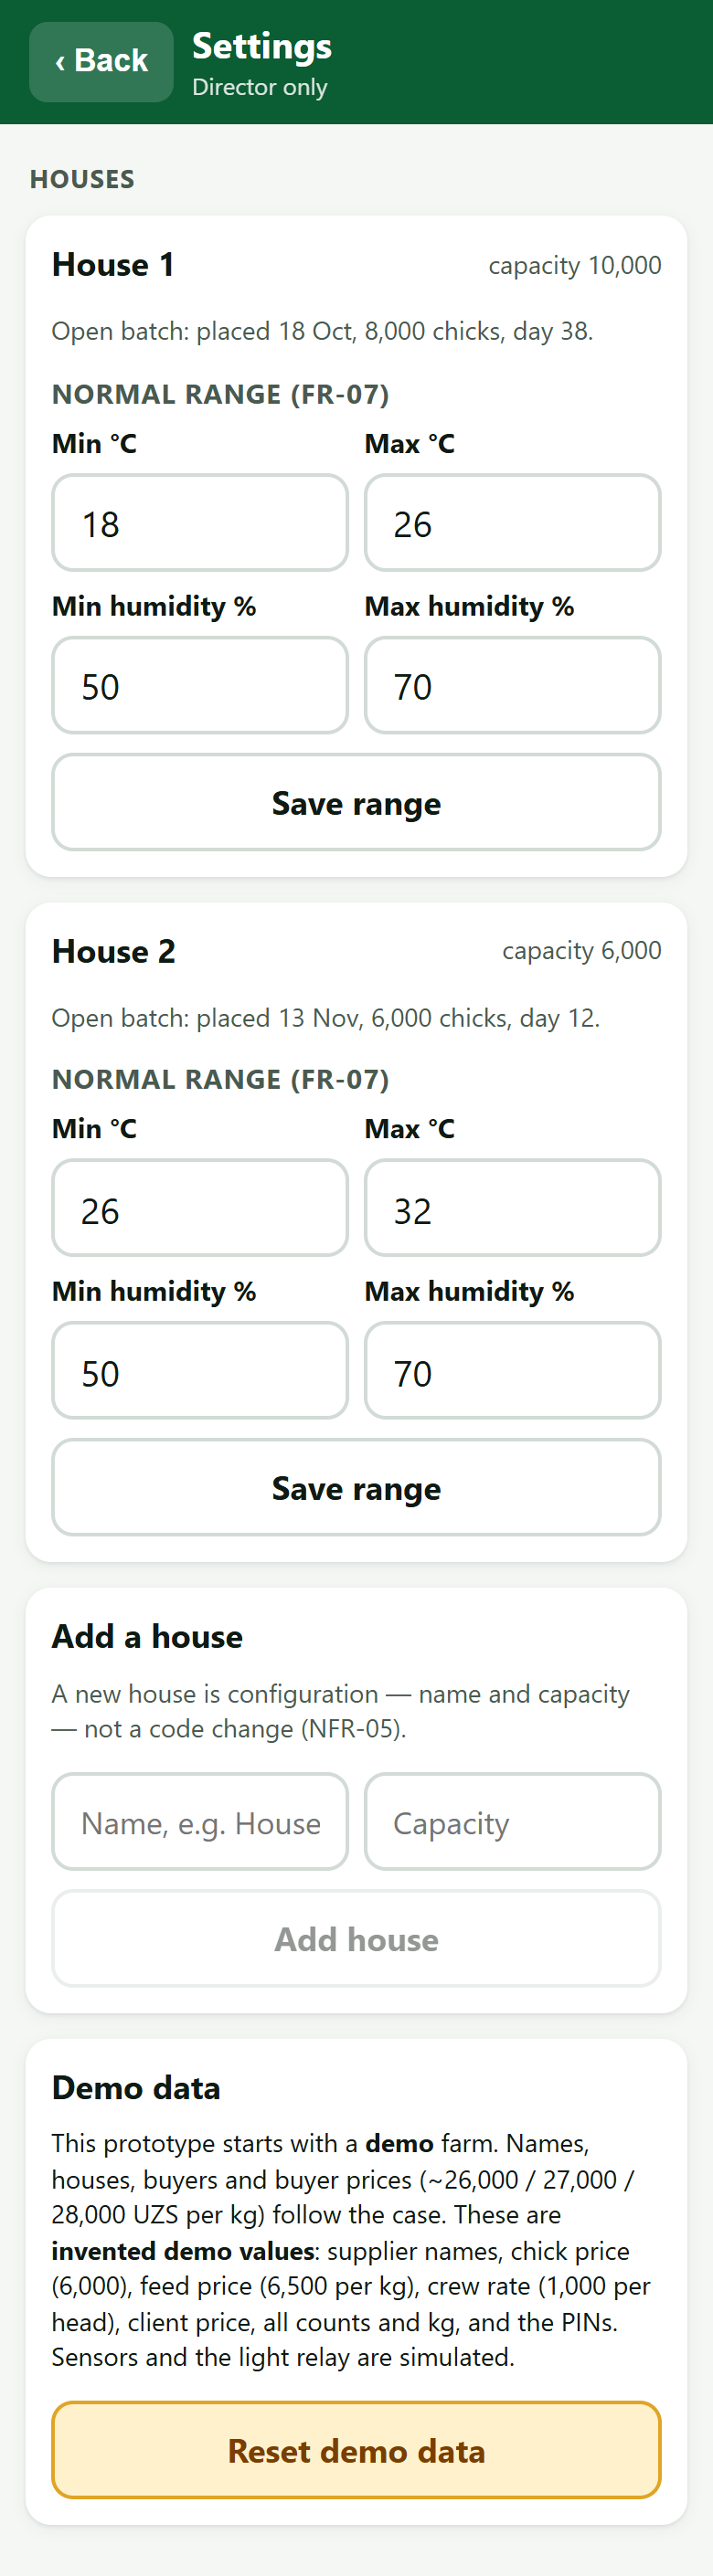 ‹ Back
Settings
Director only
HOUSES
House 1
capacity 10,000
Open batch: placed 18 Oct, 8,000 chicks, day 38.
NORMAL RANGE (FR-07)
Min °C
Max °C
18
26
Min humidity %
Max humidity %
50
70
Save range
House 2
capacity 6,000
Open batch: placed 13 Nov, 6,000 chicks, day 12.
NORMAL RANGE (FR-07)
Min °C
Max °C
26
32
Min humidity %
Max humidity %
50
70
Save range
Add a house
A new house is configuration — name and capacity
— not a code change (NFR-05).
Name, e.g. House
Capacity
Add house
Demo data
This prototype starts with a demo farm. Names,
houses, buyers and buyer prices (~26,000 / 27,000 /
28,000 UZS per kg) follow the case. These are
invented demo values: supplier names, chick price
(6,000), feed price (6,500 per kg), crew rate (1,000 per
head), client price, all counts and kg, and the PINs.
Sensors and the light relay are simulated.
Reset demo data